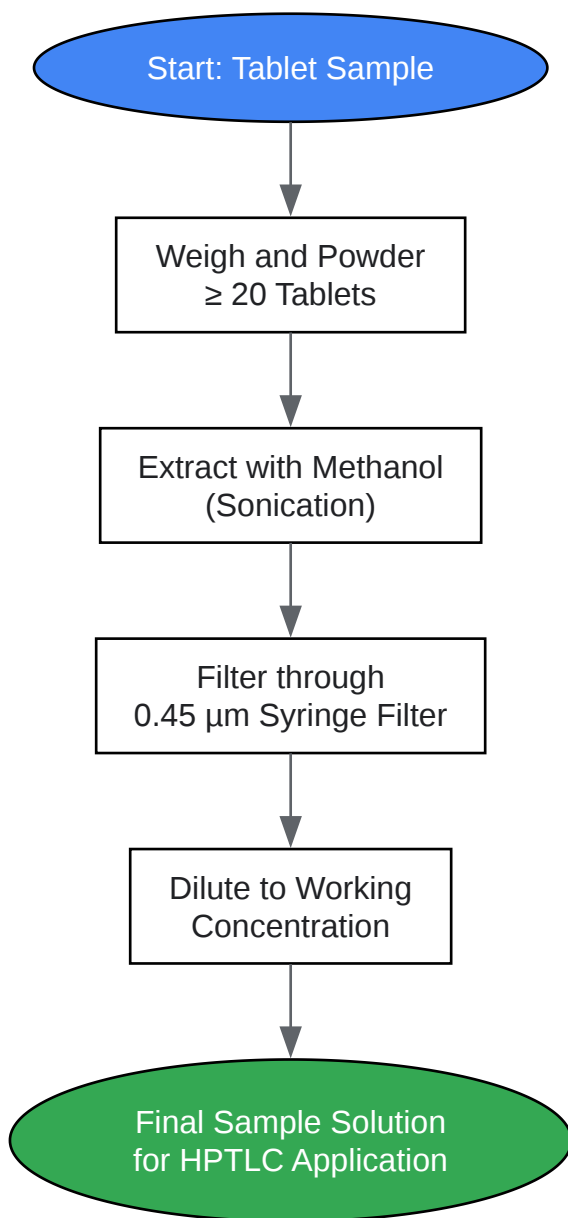 Start: Tablet Sample
Weigh and Powder
≥ 20 Tablets
Extract with Methanol
(Sonication)
Filter through
0.45 µm Syringe Filter
Dilute to Working
Concentration
Final Sample Solution
for HPTLC Application